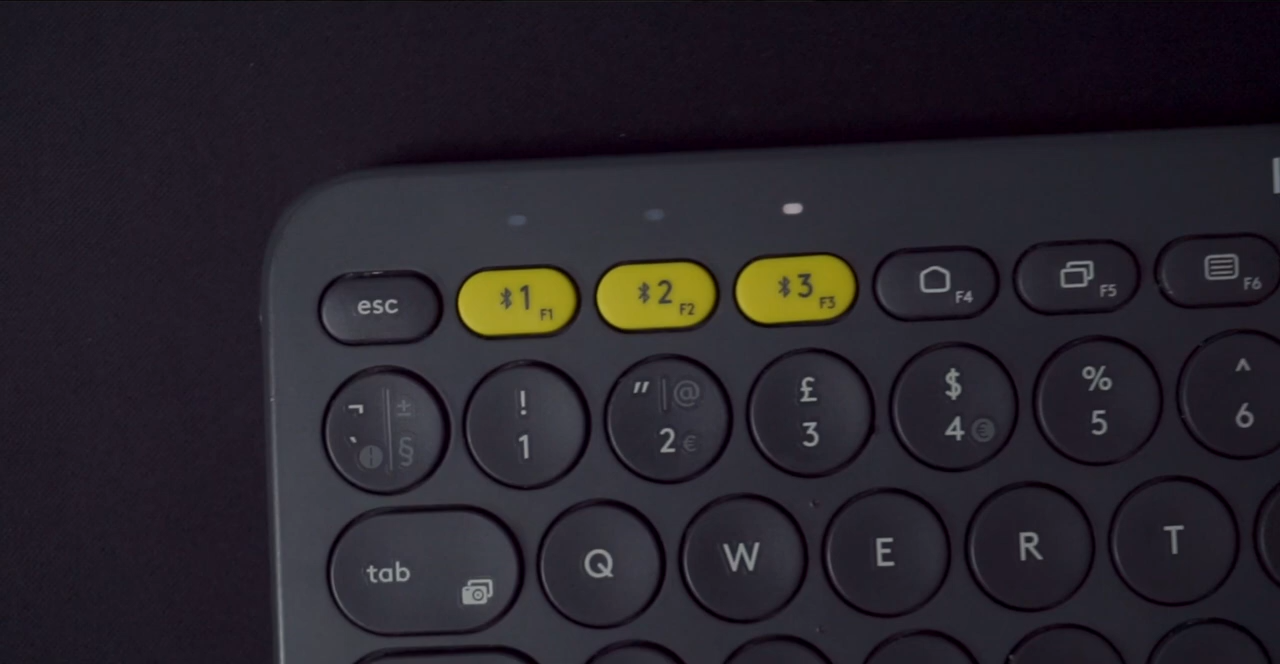 esc 1 F1 2 F2 3 F3 F4 F5 F6
¬ ± ! " @ £ $ % ^
` § 1 2 € 3 4 € 5 6
tab Q W E R T